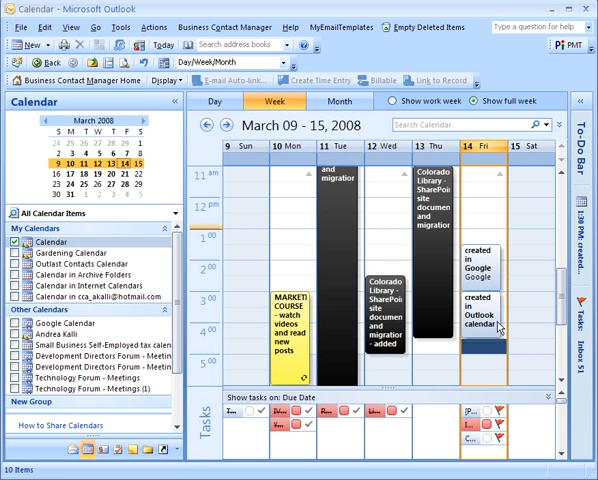 Calendar - Microsoft Outlook
File Edit View Go Tools Actions Business Contact Manager Help MyEmailTemplates Empty Deleted Items Type a question for help
New Today Search address books PMT
Back Day/Week/Month
Business Contact Manager Home Display E-mail Auto-link... Create Time Entry Billable Link to Record
Calendar «
March 2008
S M T W T F S
24 25 26 27 28 29 1
2 3 4 5 6 7 8
9 10 11 12 13 14 15
16 17 18 19 20 21 22
23 24 25 26 27 28 29
30 31 1 2 3 4 5
All Calendar Items
My Calendars
Calendar
Gardening Calendar
Outlast Contacts Calendar
Calendar in Archive Folders
Calendar in Internet Calendars
Calendar in cca_akalli@hotmail.com
Other Calendars
Google Calendar
Andrea Kalli
Small Business Self-Employed tax calen
Development Directors Forum - Meetin
Development Directors Forum - Meetin
Technology Forum - Meetings
Technology Forum - Meetings (1)
New Group
How to Share Calendars
Day Week Month Show work week Show full week
March 09 - 15, 2008 Search Calendar
9 Sun 10 Mon 11 Tue 12 Wed 13 Thu 14 Fri 15 Sat
11 am
12 pm
1 00
2 00
3 00
4 00
5 00
MARKETI
COURSE
- watch
videos
and read
new
posts
and
migration
Colorado
Library -
SharePoi
site
documen
and
migration
- added
Colorado
Library -
SharePoi
site
documen
and
migration
created
in
Google
Google
created
in
Outlook
calendar
Show tasks on: Due Date
Tasks
T...
R...
[P...
I...
C...
« To-Do Bar
1:30 PM: created...
Tasks: Inbox 51
10 Items